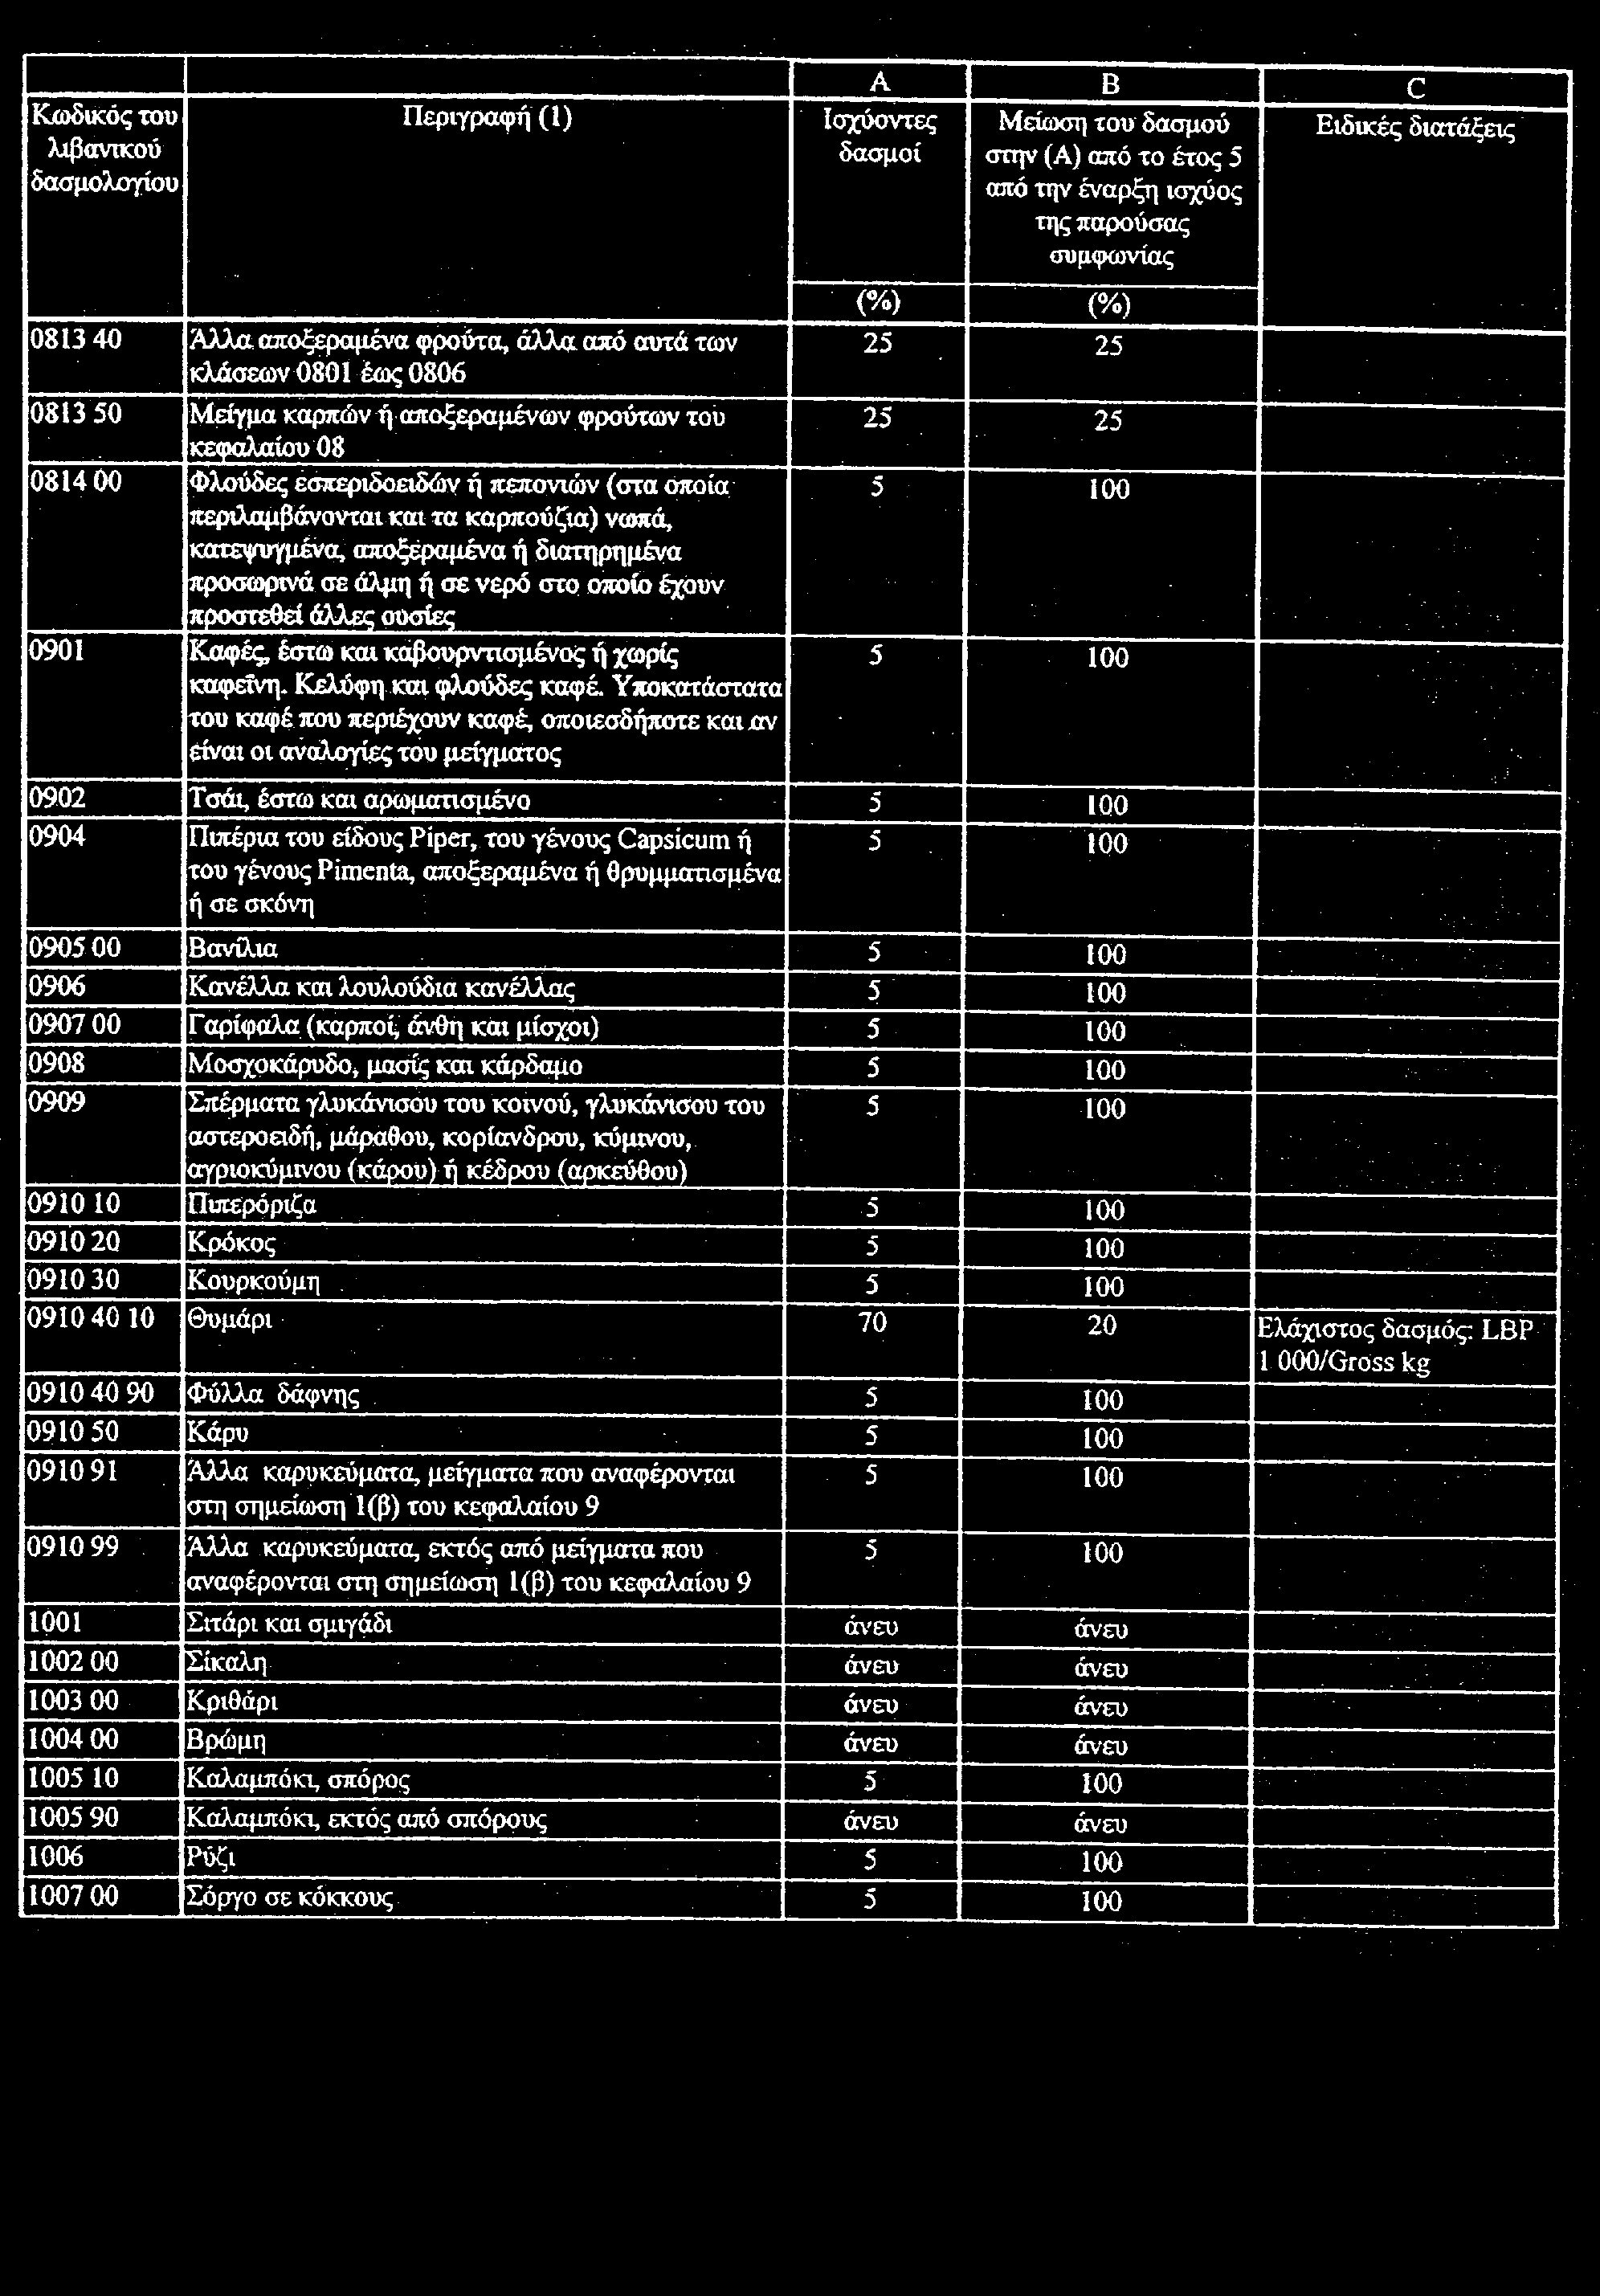 A B C
Κωδικός του
λιβανικού
δασμολογίου
Περιγραφή (1)
Ισχύοντες
δασμοί
Μείωση του δασμού
στην (Α) από το έτος 5
από την έναρξη ισχύος
της παρούσας
συμφωνίας
Ειδικές διατάξεις
(%) (%)
0813 40 Άλλα αποξεραμένα φρούτα, άλλα από αυτά των 25 25
κλάσεων 0801 έως 0806
0813 50 Μείγμα καρπών ή αποξεραμένων φρούτων του 25 25
κεφαλαίου 08
0814 00 Φλούδες εσπεριδοειδών ή πεπονιών (στα οποία 5 100
περιλαμβάνονται και τα καρπούζια) νωπά,
κατεψυγμένα, αποξεραμένα ή διατηρημένα
προσωρινά σε άλμη ή σε νερό στο οποίο έχουν
προστεθεί άλλες ουσίες
0901 Καφές, έστω και καβουρντισμένος ή χωρίς 5 100
καφεΐνη. Κελύφη και φλούδες καφέ. Υποκατάστατα
του καφέ που περιέχουν καφέ, οποιεσδήποτε και αν
είναι οι αναλογίες του μείγματος
0902 Τσάι, έστω και αρωματισμένο 5 100
0904 Πιπέρια του είδους Piper, του γένους Capsicum ή 5 100
του γένους Pimenta, αποξεραμένα ή θρυμματισμένα
ή σε σκόνη
0905 00 Βανίλια 5 100
0906 Κανέλλα και λουλούδια κανέλλας 5 100
0907 00 Γαρίφαλα (καρποί, άνθη και μίσχοι) 5 100
0908 Μοσχοκάρυδο, μασίς και κάρδαμο 5 100
0909 Σπέρματα γλυκάνισου του κοινού, γλυκάνισου του 5 100
αστεροειδή, μάραθου, κορίανδρου, κύμινου,
αγριοκύμινου (κάρου) ή κέδρου (αρκεύθου)
0910 10 Πιπερόριζα 5 100
0910 20 Κρόκος 5 100
0910 30 Κουρκούμη 5 100
0910 40 10 Θυμάρι 70 20 Ελάχιστος δασμός: LBP
1 000/Gross kg
0910 40 90 Φύλλα δάφνης 5 100
0910 50 Κάρυ 5 100
0910 91 Άλλα καρυκεύματα, μείγματα που αναφέρονται 5 100
στη σημείωση 1(β) του κεφαλαίου 9
0910 99 Άλλα καρυκεύματα, εκτός από μείγματα που 5 100
αναφέρονται στη σημείωση 1(β) του κεφαλαίου 9
1001 Σιτάρι και σμιγάδι άνευ άνευ
1002 00 Σίκαλη άνευ άνευ
1003 00 Κριθάρι άνευ άνευ
1004 00 Βρώμη άνευ άνευ
1005 10 Καλαμπόκι, σπόρος 5 100
1005 90 Καλαμπόκι, εκτός από σπόρους άνευ άνευ
1006 Ρύζι 5 100
1007 00 Σόργο σε κόκκους 5 100